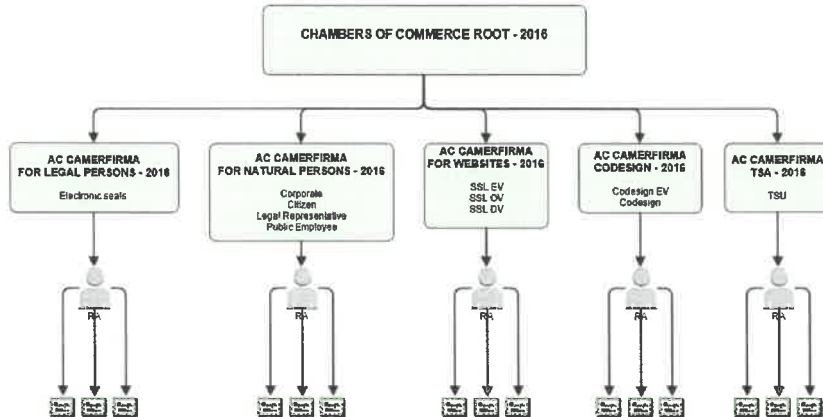 CHAMBERS OF COMMERCE ROOT - 2016
AC CAMERFIRMA
FOR LEGAL PERSONS - 2016
Electronic seals
AC CAMERFIRMA
FOR NATURAL PERSONS - 2016
Corporate
Citizen
Legal Representative
Public Employee
AC CAMERFIRMA
FOR WEBSITES - 2016
SSL EV
SSL OV
SSL DV
AC CAMERFIRMA
CODESIGN - 2016
Codesign EV
Codesign
AC CAMERFIRMA
TSA - 2016
TSU
RA
RA
RA
RA
RA